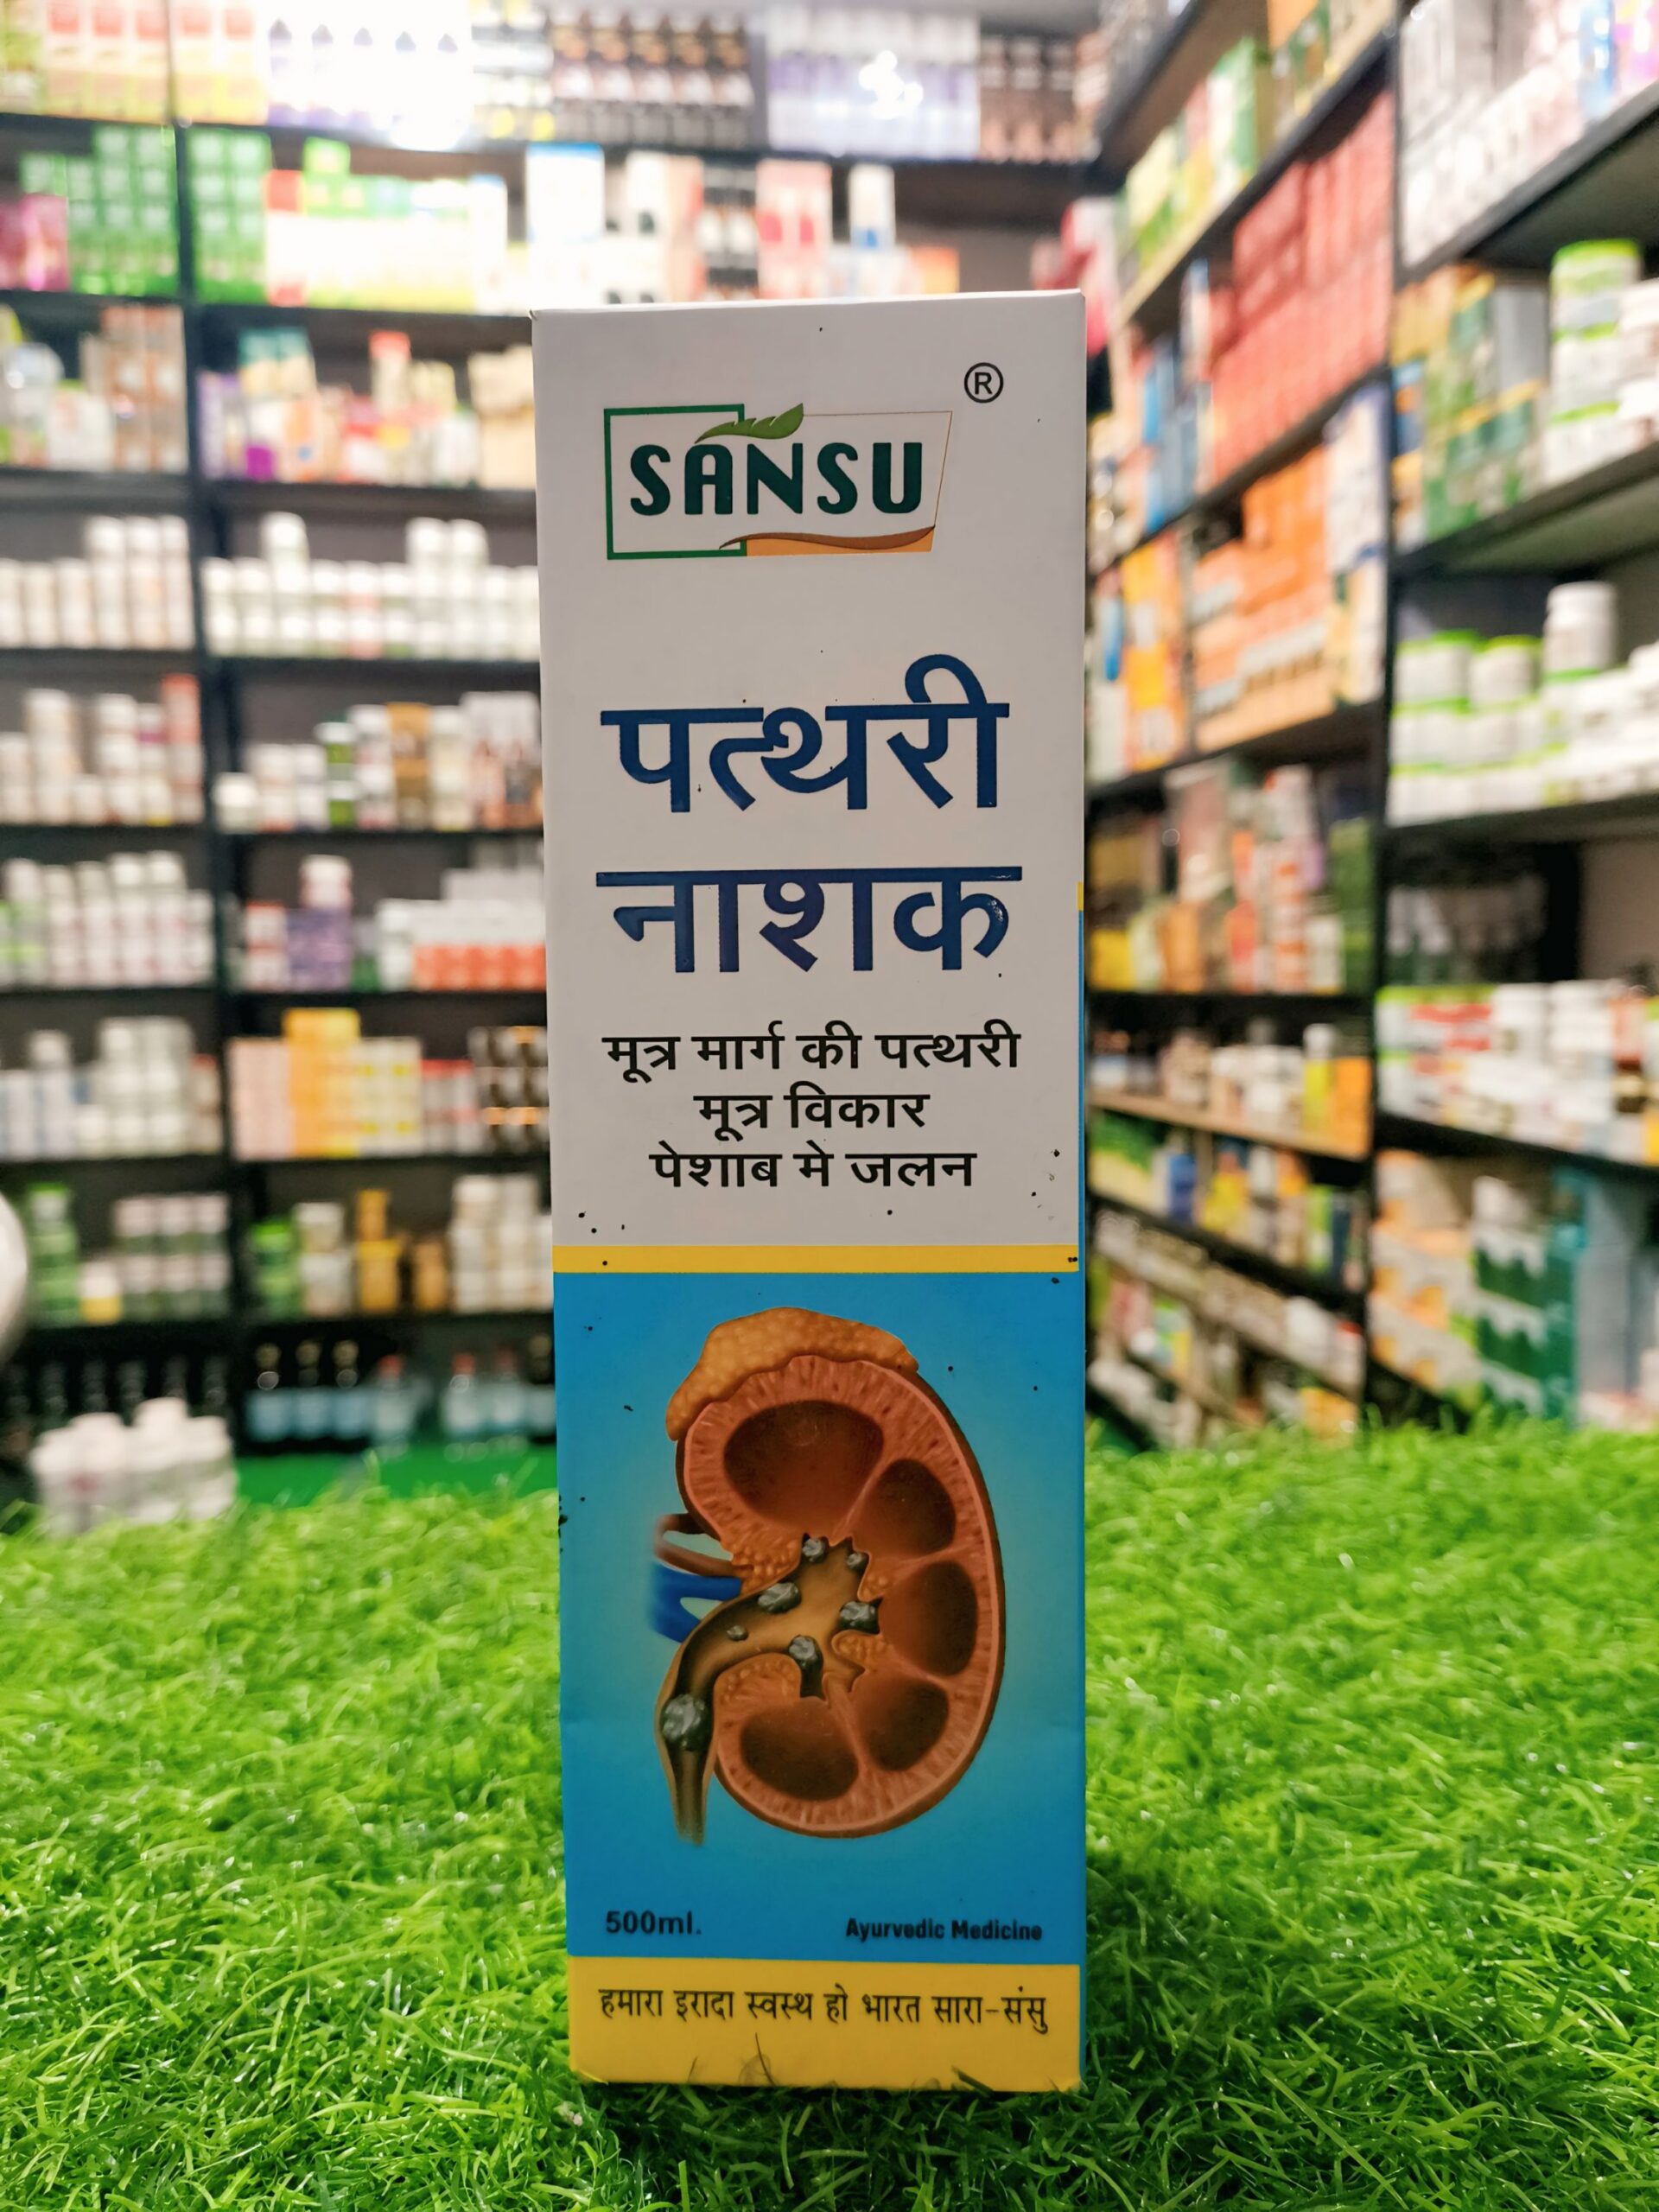 ®
SANSU
पत्थरी
नाशक
मूत्र मार्ग की पत्थरी
मूत्र विकार
पेशाब मे जलन
500ml.
Ayurvedic Medicine
हमारा इरादा स्वस्थ हो भारत सारा-संसु